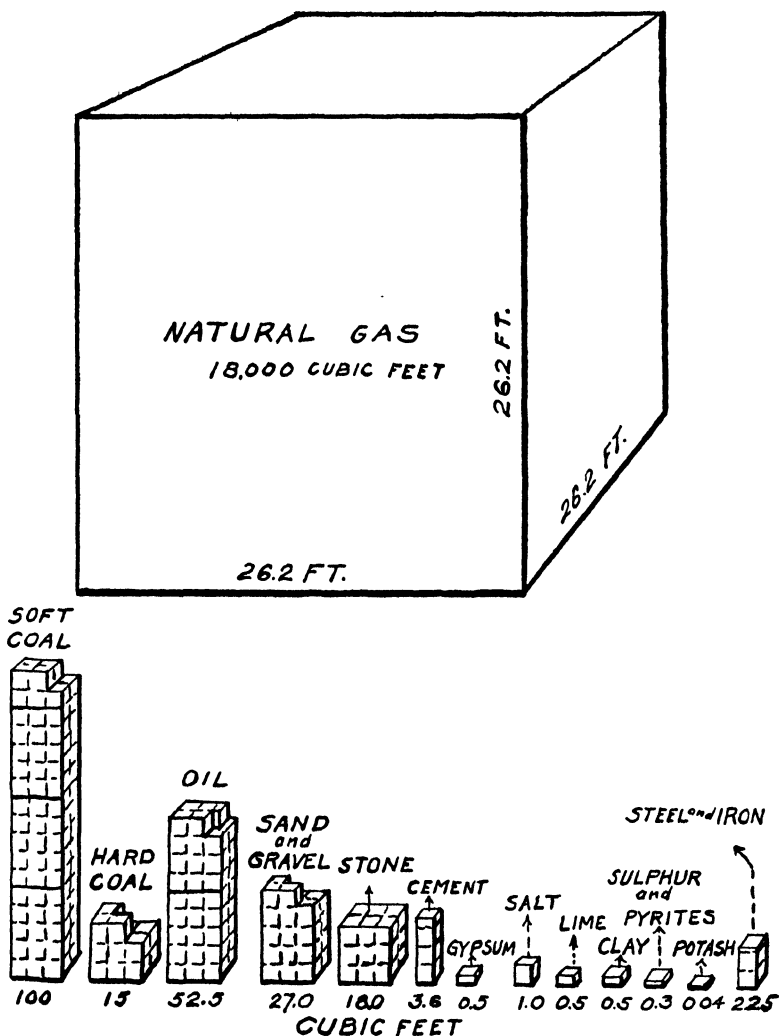 NATURAL GAS
18,000 CUBIC FEET
26.2 FT.
26.2 FT.
26.2 FT.
SOFT
COAL
HARD
COAL
OIL
SAND
and
GRAVEL
STONE
CEMENT
GYPSUM
SALT
LIME
CLAY
SULPHUR
and
PYRITES
POTASH
STEEL and IRON
100 15 52.5 27.0 18.0 3.6 0.5 1.0 0.5 0.5 0.3 0.04 2.25
CUBIC FEET